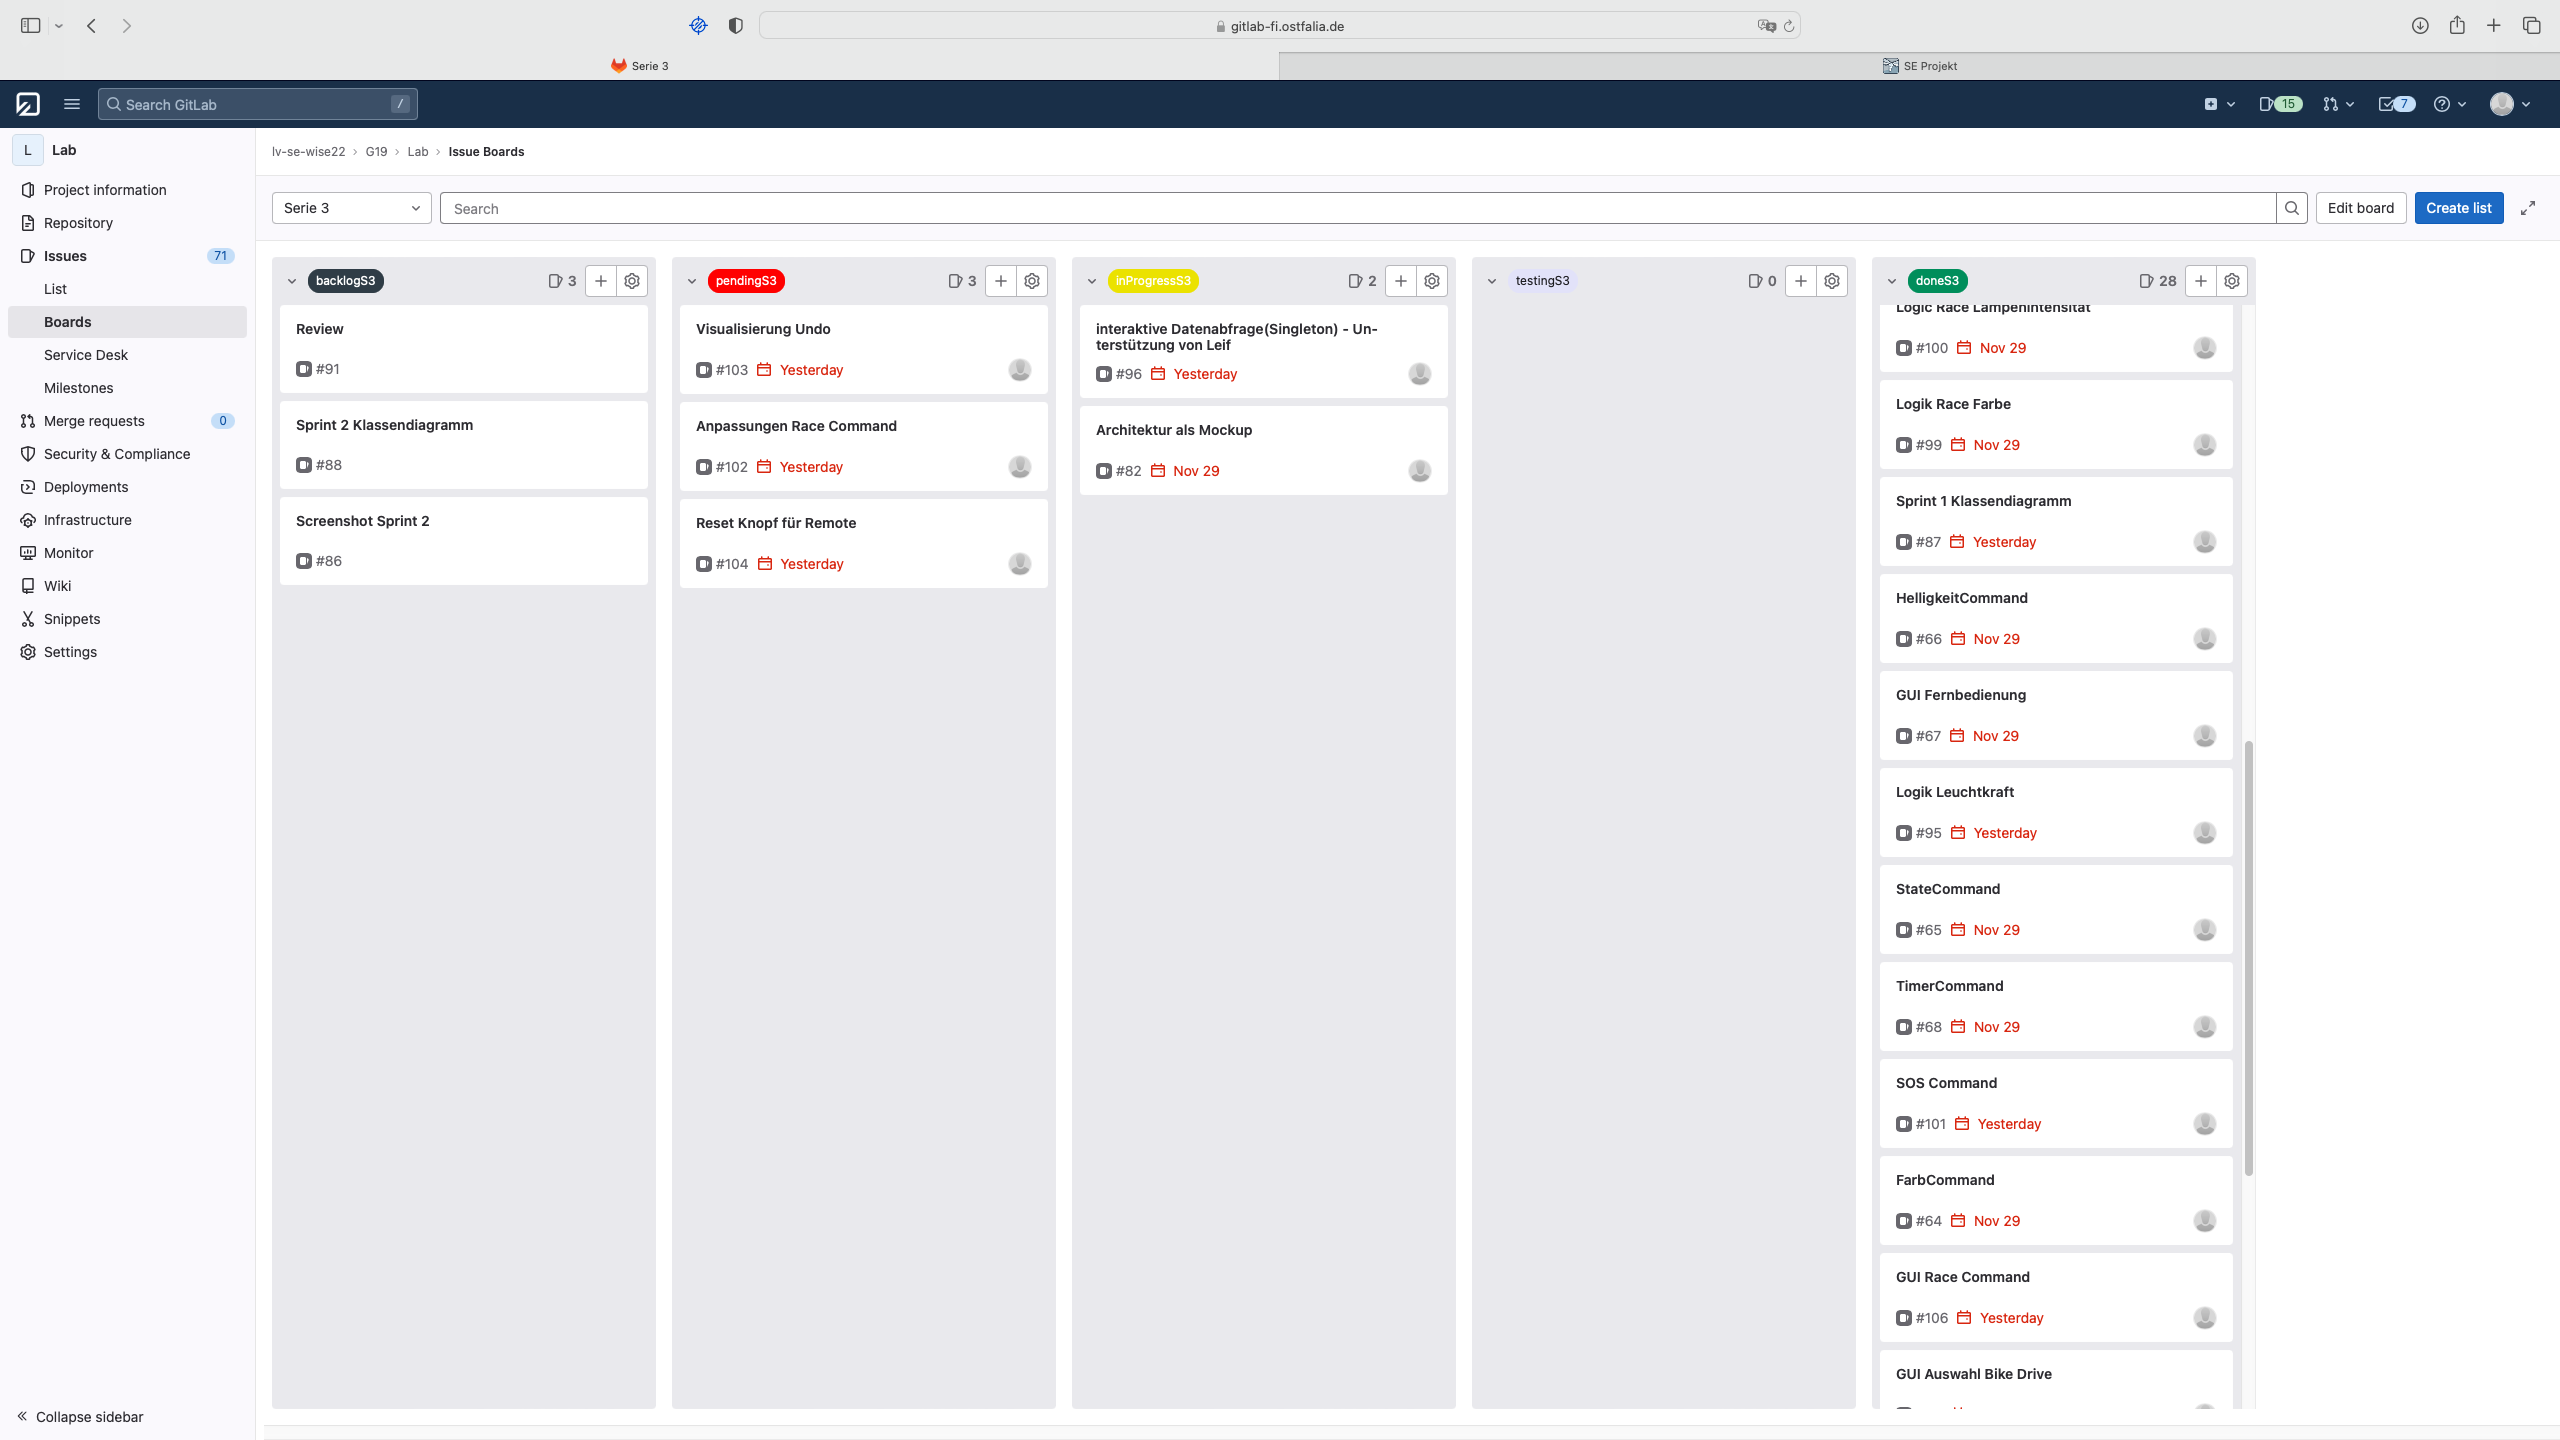 gitlab-fi.ostfalia.de
Serie 3
SE Projekt
Search GitLab
/
15
7
L
Lab
Project information
Repository
Issues
71
List
Boards
Service Desk
Milestones
Merge requests
0
Security & Compliance
Deployments
Infrastructure
Monitor
Wiki
Snippets
Settings
Collapse sidebar
lv-se-wise22 › G19 › Lab › Issue Boards
Serie 3
Search
Edit board
Create list
backlogS3
3
Review
#91
Sprint 2 Klassendiagramm
#88
Screenshot Sprint 2
#86
pendingS3
3
Visualisierung Undo
#103 Yesterday
Anpassungen Race Command
#102 Yesterday
Reset Knopf für Remote
#104 Yesterday
inProgressS3
2
interaktive Datenabfrage(Singleton) - Un-
terstützung von Leif
#96 Yesterday
Architektur als Mockup
#82 Nov 29
testingS3
0
doneS3
28
Logic Race Lampenintensität
#100 Nov 29
Logik Race Farbe
#99 Nov 29
Sprint 1 Klassendiagramm
#87 Yesterday
HelligkeitCommand
#66 Nov 29
GUI Fernbedienung
#67 Nov 29
Logik Leuchtkraft
#95 Yesterday
StateCommand
#65 Nov 29
TimerCommand
#68 Nov 29
SOS Command
#101 Yesterday
FarbCommand
#64 Nov 29
GUI Race Command
#106 Yesterday
GUI Auswahl Bike Drive